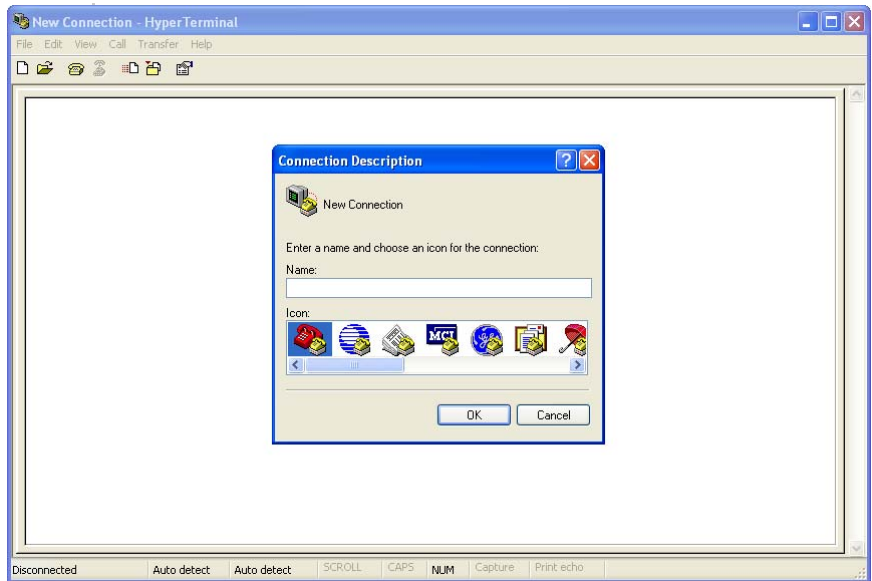 New Connection - HyperTerminal
File Edit View Call Transfer Help
Connection Description
New Connection
Enter a name and choose an icon for the connection:
Name:
Icon:
MCI
OK Cancel
Disconnected Auto detect Auto detect SCROLL CAPS NUM Capture Print echo